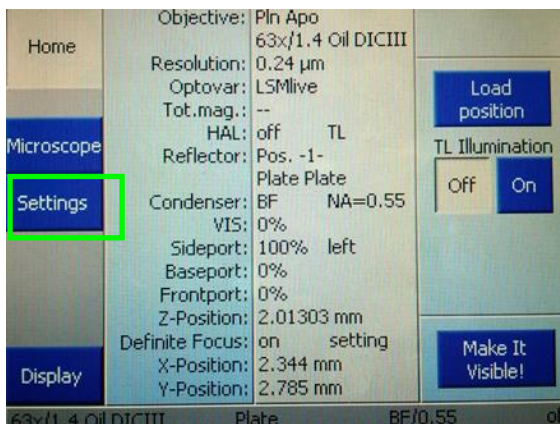 Home
Microscope
Settings
Display
Objective: Pln Apo
63x/1.4 Oil DICIII
Resolution: 0.24 µm
Optovar: LSMlive
Tot.mag.: --
HAL: off TL
Reflector: Pos. -1-
Plate Plate
Condenser: BF NA=0.55
VIS: 0%
Sideport: 100% left
Baseport: 0%
Frontport: 0%
Z-Position: 2.01303 mm
Definite Focus: on setting
X-Position: 2.344 mm
Y-Position: 2.785 mm
Load
position
TL Illumination
Off On
Make It
Visible!
63x/1.4 Oil DICIII Plate BF/0.55